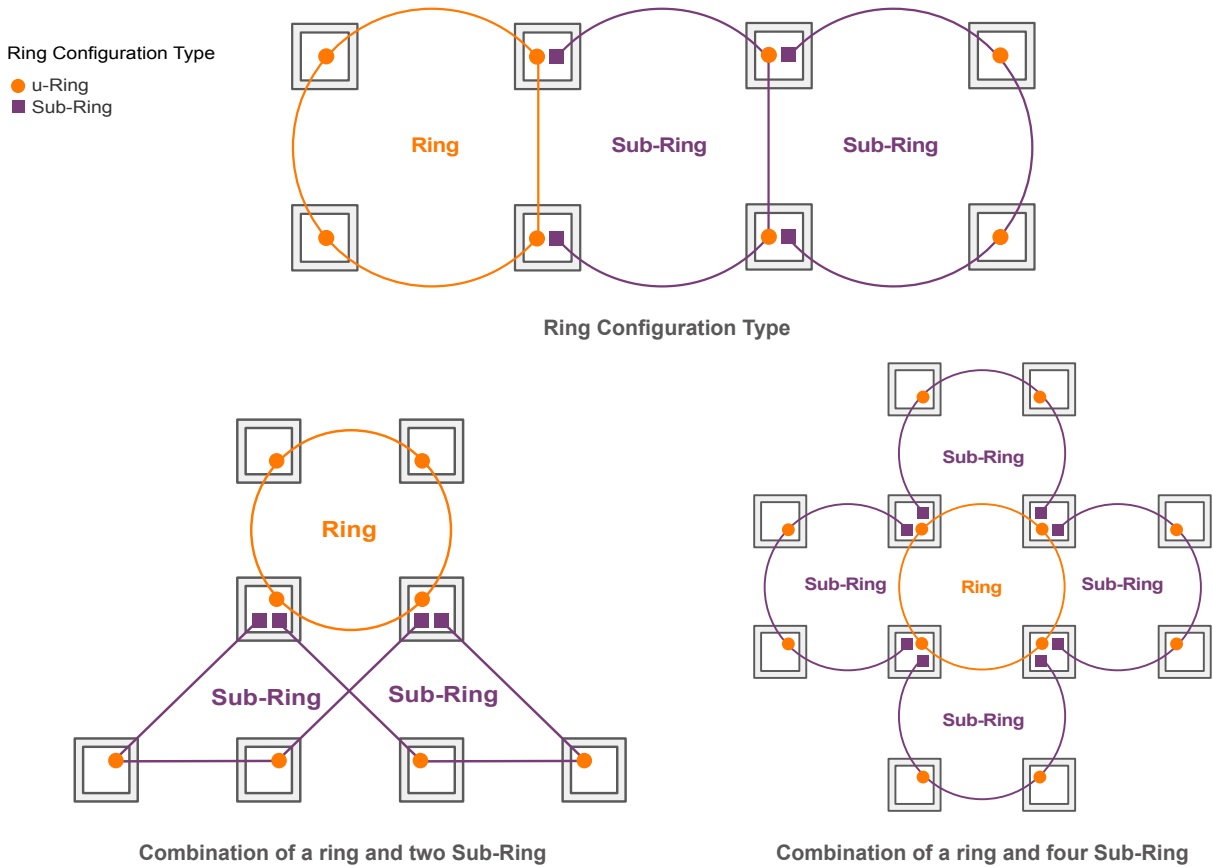 Ring Configuration Type
u-Ring
Sub-Ring
Ring
Sub-Ring
Sub-Ring
Ring Configuration Type
Ring
Sub-Ring
Sub-Ring
Combination of a ring and two Sub-Ring
Sub-Ring
Sub-Ring
Ring
Sub-Ring
Sub-Ring
Combination of a ring and four Sub-Ring